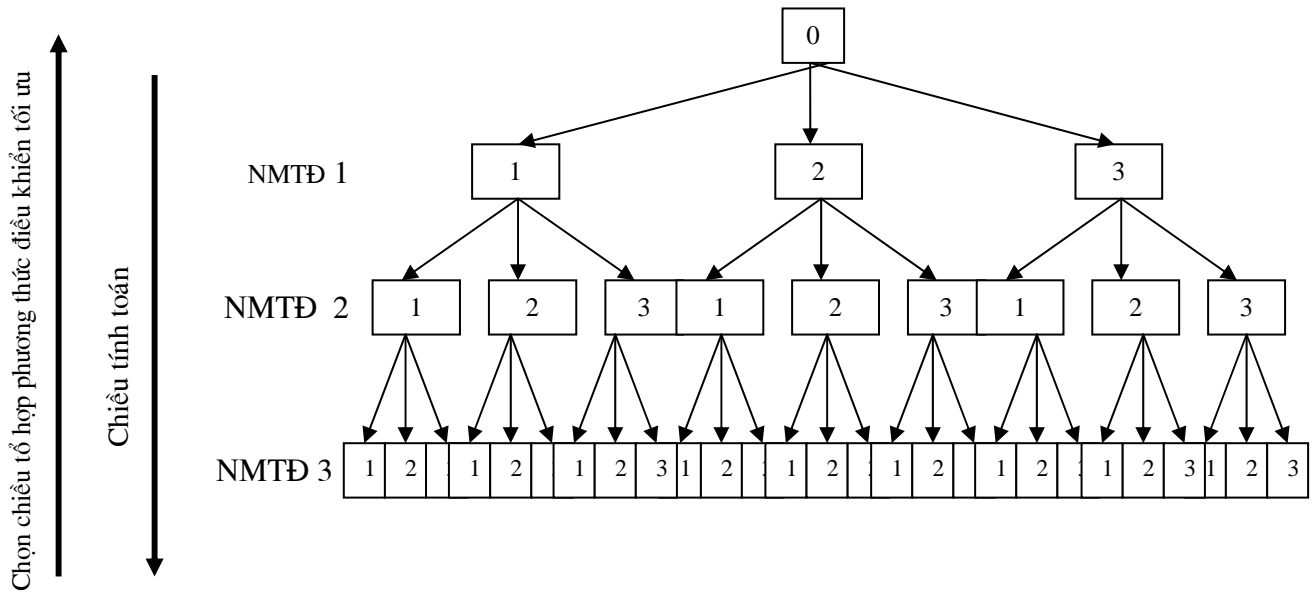 0
NMTĐ 1
1 2 3
NMTĐ 2
1 2 3 1 2 3 1 2 3
NMTĐ 3
1 2 1 2 1 2 3 1 2 1 2 1 2 1 2 1 2 3 1 2 3
Chọn chiều tổ hợp phương thức điều khiển tối ưu
Chiều tính toán